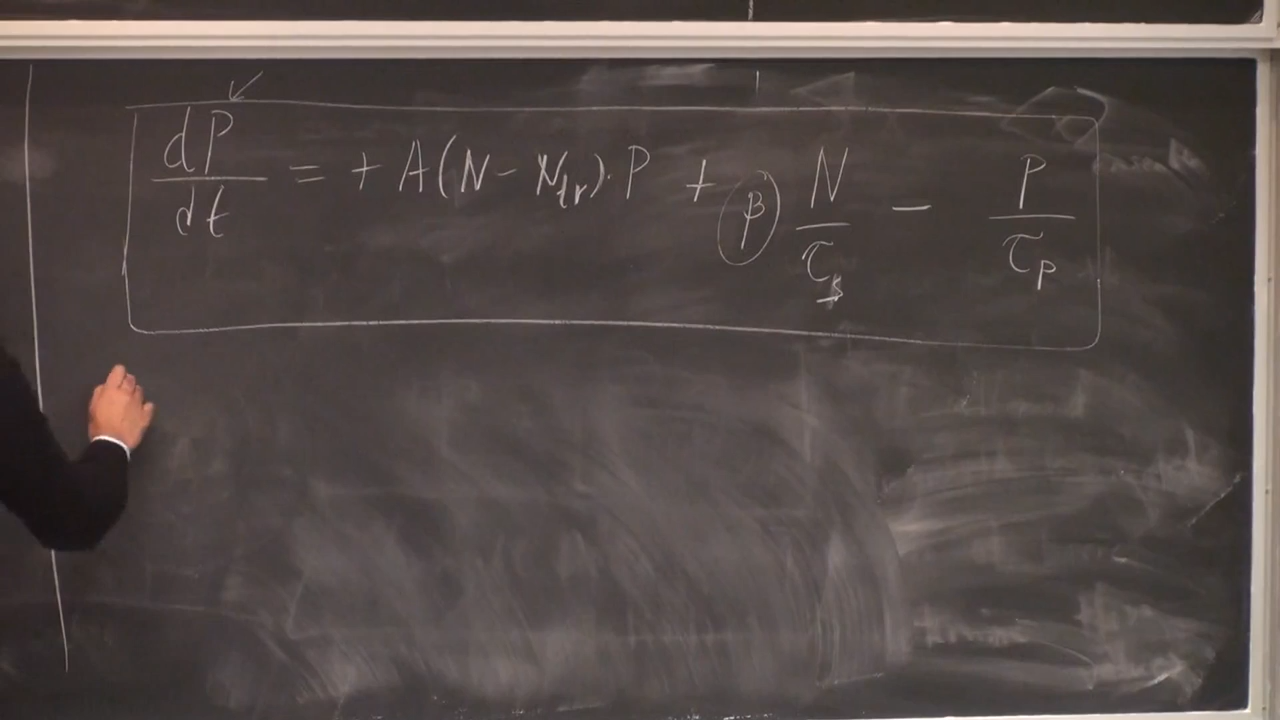 dP/dt = + A(N - N_tr)·P + β N/τ_s - P/τ_p